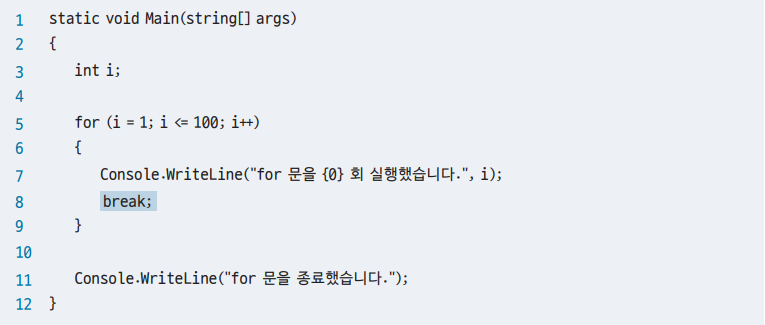 1 static void Main(string[] args)
2 {
3 int i;
4
5 for (i = 1; i <= 100; i++)
6 {
7 Console.WriteLine("for 문을 {0} 회 실행했습니다.", i);
8 break;
9 }
10
11 Console.WriteLine("for 문을 종료했습니다.");
12 }